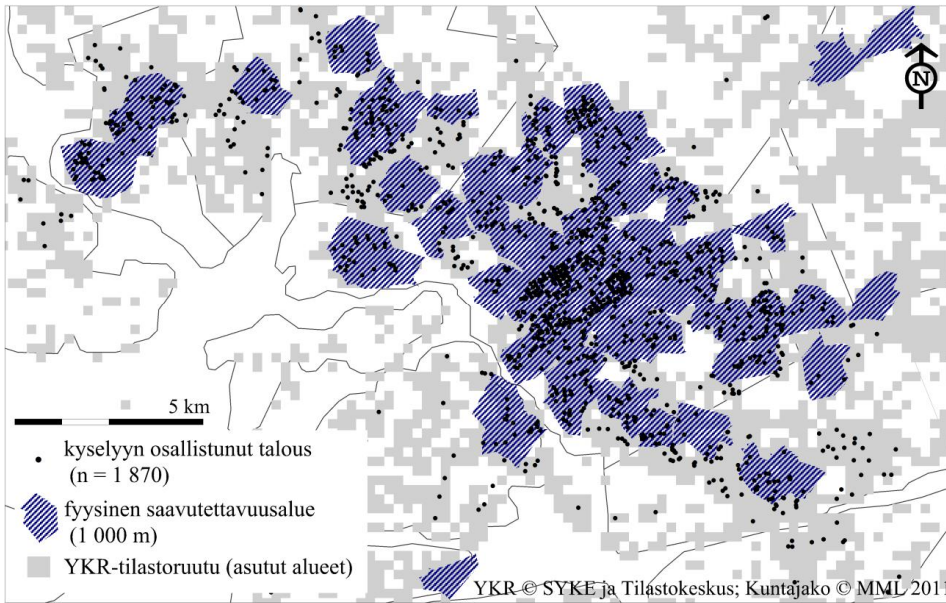 N
5 km
kyselyyn osallistunut talous
(n = 1 870)
fyysinen saavutettavuusalue
(1 000 m)
YKR-tilastoruutu (asutut alueet)
YKR © SYKE ja Tilastokeskus; Kuntajako © MML 2011